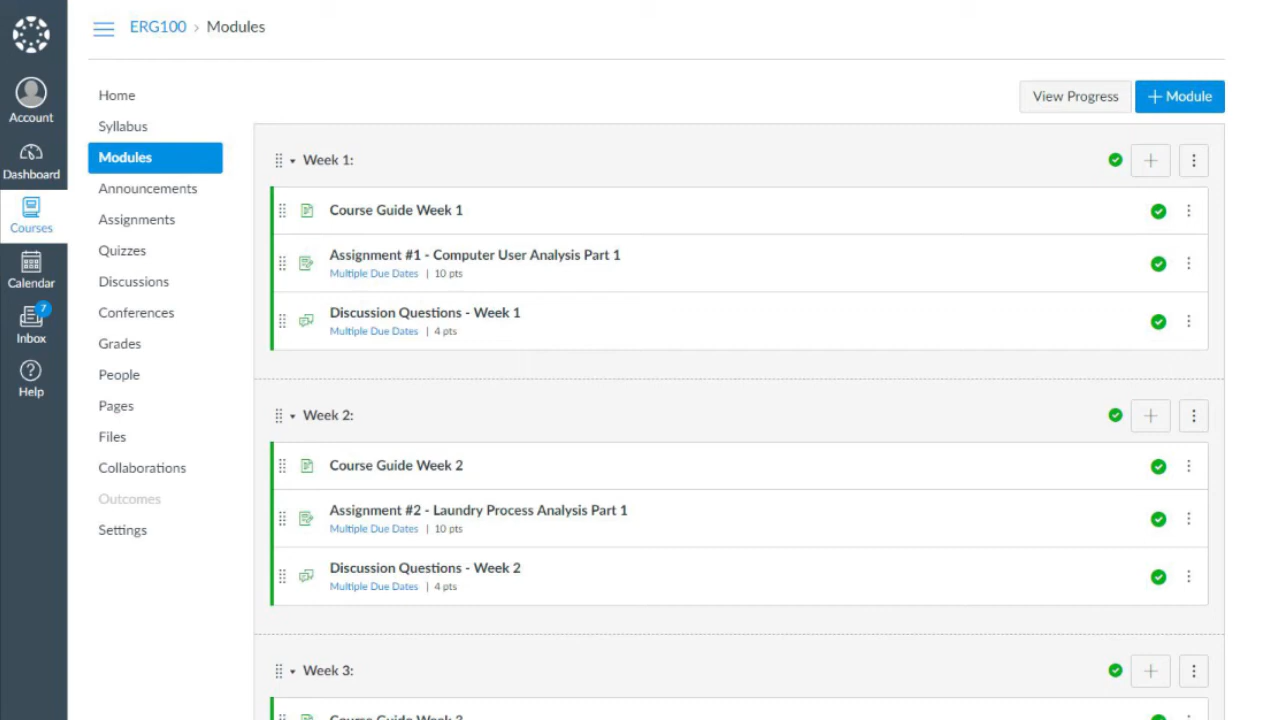 ERG100 › Modules
Account
Dashboard
Courses
Calendar
7
Inbox
Help
Home
Syllabus
Modules
Announcements
Assignments
Quizzes
Discussions
Conferences
Grades
People
Pages
Files
Collaborations
Outcomes
Settings
View Progress
+ Module
Week 1:
Course Guide Week 1
Assignment #1 - Computer User Analysis Part 1
Multiple Due Dates | 10 pts
Discussion Questions - Week 1
Multiple Due Dates | 4 pts
Week 2:
Course Guide Week 2
Assignment #2 - Laundry Process Analysis Part 1
Multiple Due Dates | 10 pts
Discussion Questions - Week 2
Multiple Due Dates | 4 pts
Week 3:
Course Guide Week 3